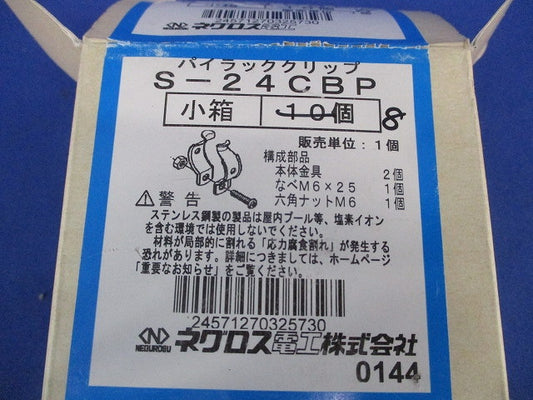 24571270325730
ネグロス電工
パイラッククリップ
S-24CBP
小箱 10個 8
販売単位:1個
構成部品
本体金具 2個
なべM6×25 1個
六角ナットM6 1個
⚠警告
ステンレス鋼製の製品は屋内プール等、塩素イオン
を含む環境では使用しないでください。
材料が局部的に割れる「応力腐食割れ」が発生する
恐れがあります。詳細につきましては、ホームページ
「重要なお知らせ」をご覧ください。
24571270325730
NEGUROSU ネグロス電工株式会社
0144